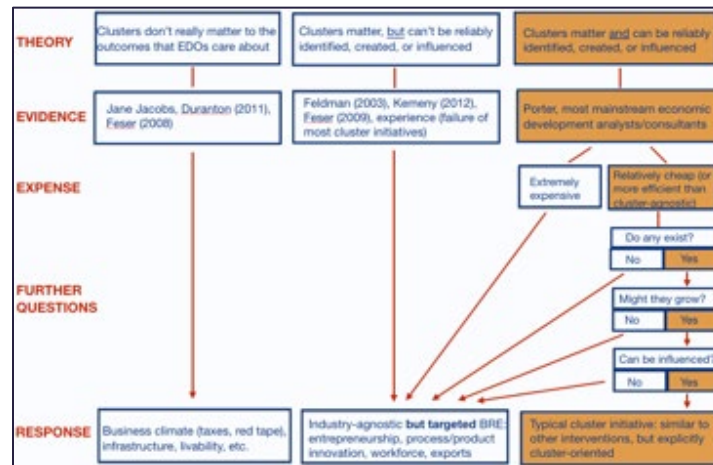 THEORY
Clusters don't really matter to the
outcomes that EDOs care about
Clusters matter, but can't be reliably
identified, created, or influenced
Clusters matter and can be reliably
identified, created, or influenced
EVIDENCE
Jane Jacobs, Duranton (2011),
Feser (2008)
Feldman (2003), Kemeny (2012),
Feser (2009), experience (failure of
most cluster initiatives)
Porter, most mainstream economic
development analysts/consultants
EXPENSE
Extremely
expensive
Relatively cheap (or
more efficient than
cluster-agnostic)
FURTHER
QUESTIONS
Do any exist?
No Yes
Might they grow?
No Yes
Can be influenced?
No Yes
RESPONSE
Business climate (taxes, red tape),
infrastructure, livability, etc.
Industry-agnostic but targeted BRE:
entrepreneurship, process/product
innovation, workforce, exports
Typical cluster initiative: similar to
other interventions, but explicitly
cluster-oriented